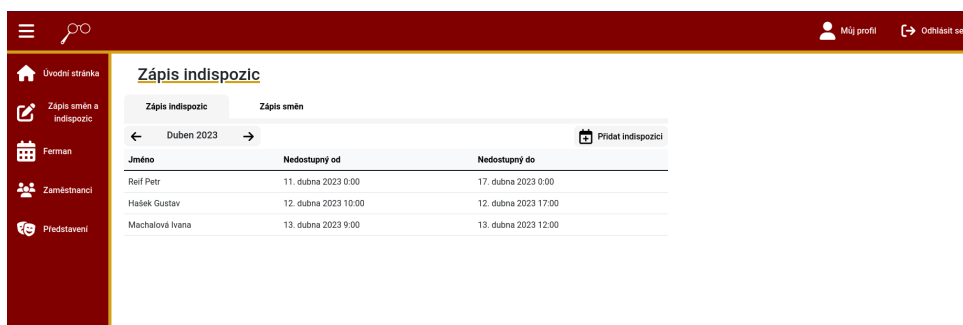 Můj profil
Odhlásit se
Úvodní stránka
Zápis směn a
indispozic
Ferman
Zaměstnanci
Představení
Zápis indispozic
Zápis indispozic Zápis směn
Duben 2023 Přidat indispozici
Jméno Nedostupný od Nedostupný do
Reif Petr 11. dubna 2023 0:00 17. dubna 2023 0:00
Hašek Gustav 12. dubna 2023 10:00 12. dubna 2023 17:00
Machalová Ivana 13. dubna 2023 9:00 13. dubna 2023 12:00